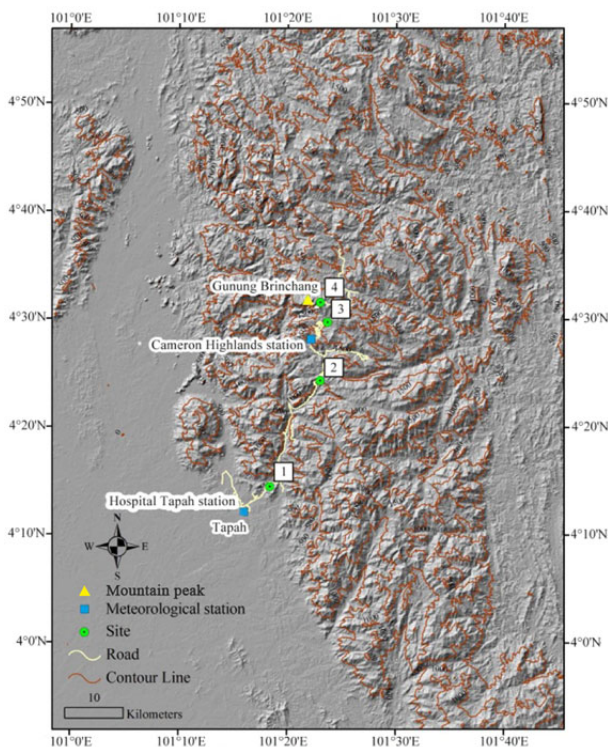 101°0'E 101°10'E 101°20'E 101°30'E 101°40'E
4°50'N 4°50'N
4°40'N 4°40'N
4
Gunung Brinchang
3
4°30'N 4°30'N
Cameron Highlands station
2
4°20'N 4°20'N
1
Hospital Tapah station
Tapah
4°10'N 4°10'N
N
W E
S
Mountain peak
Meteorological station
Site
4°0'N 4°0'N
Road
Contour Line
10
Kilometers
101°0'E 101°10'E 101°20'E 101°30'E 101°40'E